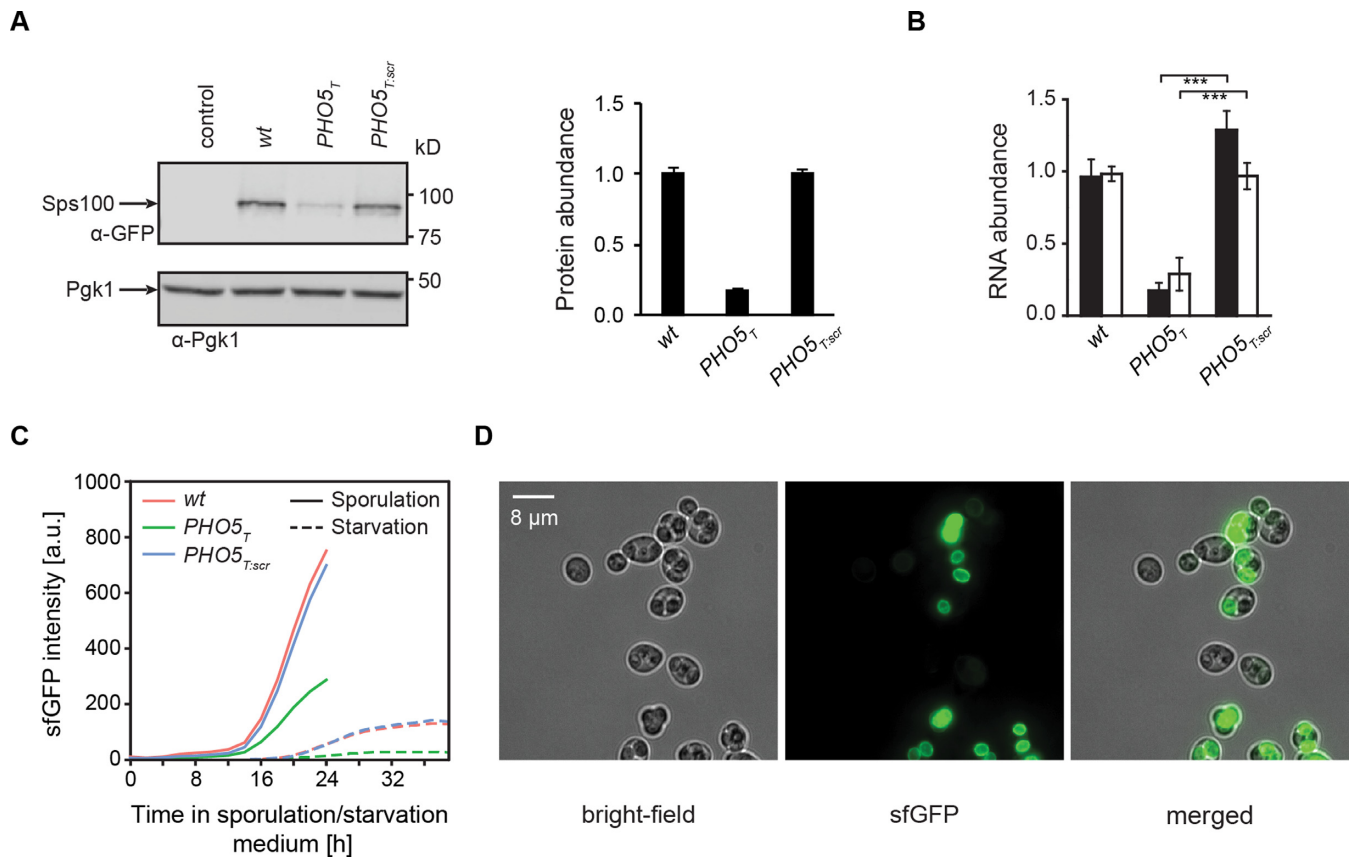 A
B
control
wt
PHO5T
PHO5T:scr
kD
Sps100
α-GFP
100
75
Pgk1
50
α-Pgk1
Protein abundance
1.5
1.0
0.5
0.0
wt
PHO5T
PHO5T:scr
RNA abundance
1.5
1.0
0.5
0.0
***
***
wt
PHO5T
PHO5T:scr
C
D
sfGFP intensity [a.u.]
1000
800
600
400
200
0
wt
PHO5T
PHO5T:scr
Sporulation
Starvation
0 8 16 24 32
Time in sporulation/starvation
medium [h]
8 μm
bright-field sfGFP merged